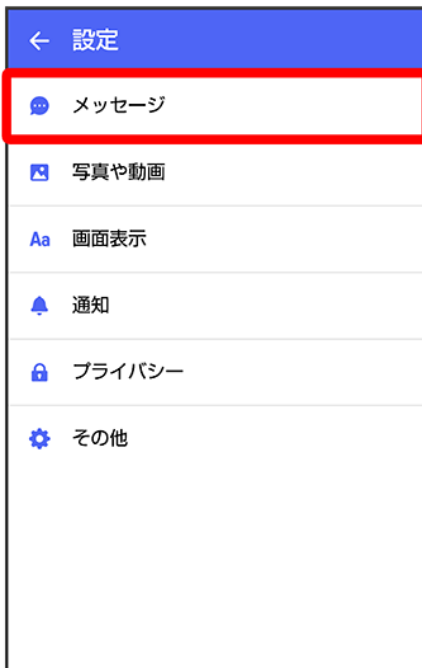 設定
メッセージ
写真や動画
Aa 画面表示
通知
プライバシー
その他